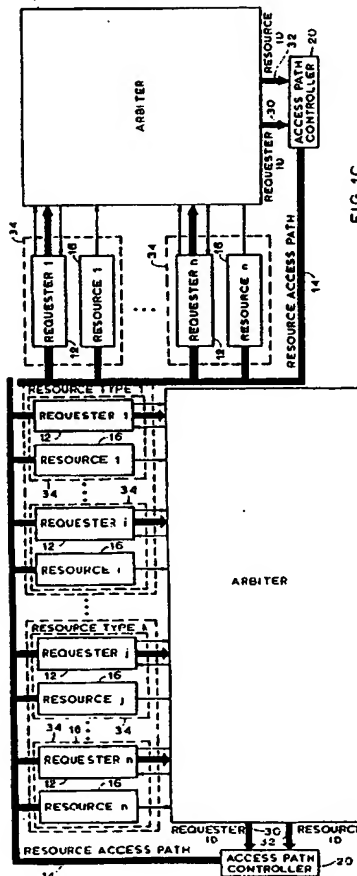 ARBITER
34
REQUESTER 1
12
16
RESOURCE 1
34
REQUESTER n
12
16
RESOURCE n
REQUESTER ID
30
RESOURCE ID
32
ACCESS PATH CONTROLLER
20
14
RESOURCE ACCESS PATH
FIG. 1C
RESOURCE TYPE 1
REQUESTER 1
12
16
RESOURCE 1
34
34
REQUESTER i
12
16
RESOURCE i
RESOURCE TYPE
REQUESTER j
12
16
RESOURCE j
34
34
16
REQUESTER n
12
16
RESOURCE n
ARBITER
REQUESTER ID
30
32
RESOURCE ID
RESOURCE ACCESS PATH
14
ACCESS PATH CONTROLLER
20